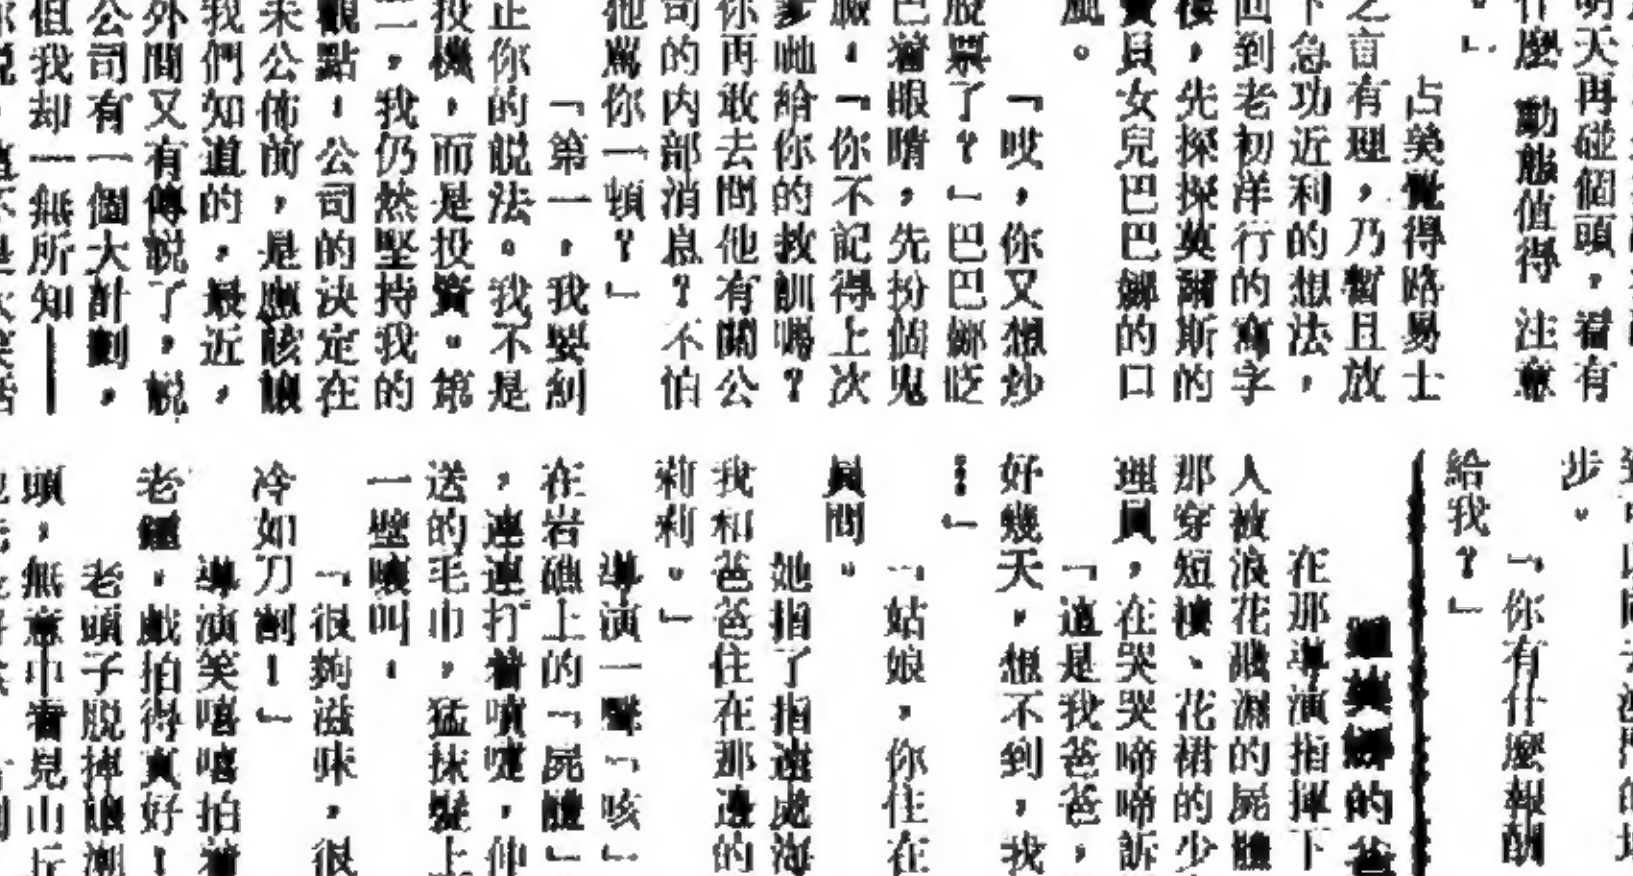 明天再碰個頭，看有
什麼動態值得注意
。」
占美覺得路易士
之言有理，乃暫且放
下急功近利的想法，
回到老初洋行的寫字
樓，先探探英爾斯的
女兒巴巴娜的口
風。
「哎，你又想炒
股票了？」巴巴娜眨
巴着眼睛，先扮個鬼
臉，「你不記得上次
爹哋給你的教訓嗎？
你再敢去問他有關公
司的内部消息？不怕
他罵你一頓？」
「第一，我要糾
正你的說法。我不是
投機，而是投資。第
二，我仍然堅持我的
觀點，公司的決定在
未公佈前，是應該讓
我們知道的，最近，
外間又有傳說了，說
公司有一個大計劃，
但我却一無所知——
步。
「你有什麼報酬
給我？」
的
在那導演指揮下
人被浪花濺濕的屍體
那穿短褸、花裙的少
理員，在哭哭啼啼訴
「這是我爸爸，
好幾天，想不到，我
…」
「姑娘，你住在
員問。
她指了指遠處海
我和爸爸住在那邊的
莉莉。」
導演一聲「咳」
在岩礁上的「屍體」
，連連打着噴嚏，伸
送的毛巾，猛抹髮上
一壁嚷叫，
「很夠滋味，很
冷如刀割！」
導演笑嘻嘻拍着
老鍾，戲拍得真好！
老頭子脱掉
頭，無意中看見山丘